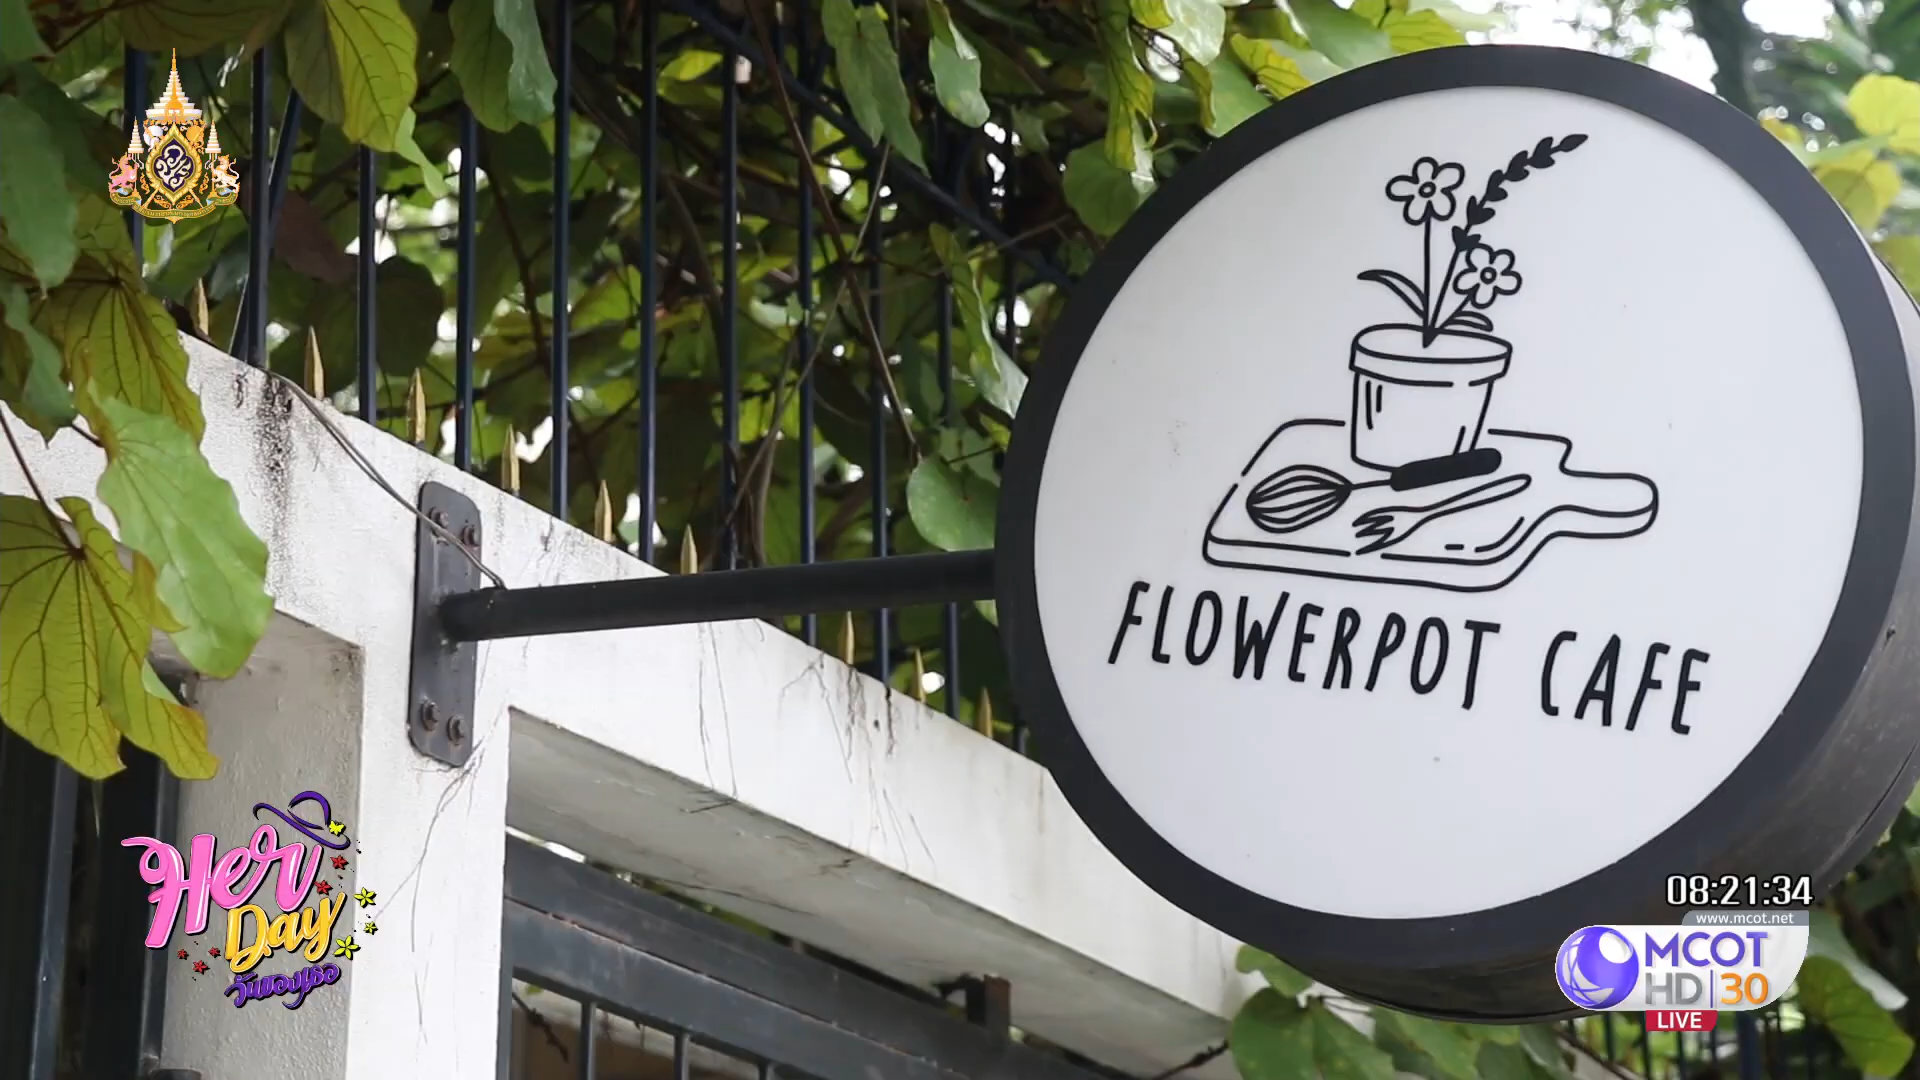 FLOWERPOT CAFE
Her
Day
วันของเธอ
08:21:34
www.mcot.net
MCOT
HD 30
LIVE